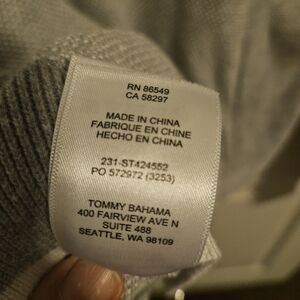 RN 86549
CA 58297
MADE IN CHINA
FABRIQUE EN CHINE
HECHO EN CHINA
231-ST424552
PO 572972 (3253)
TOMMY BAHAMA
400 FAIRVIEW AVE N
SUITE 488
SEATTLE, WA 98109